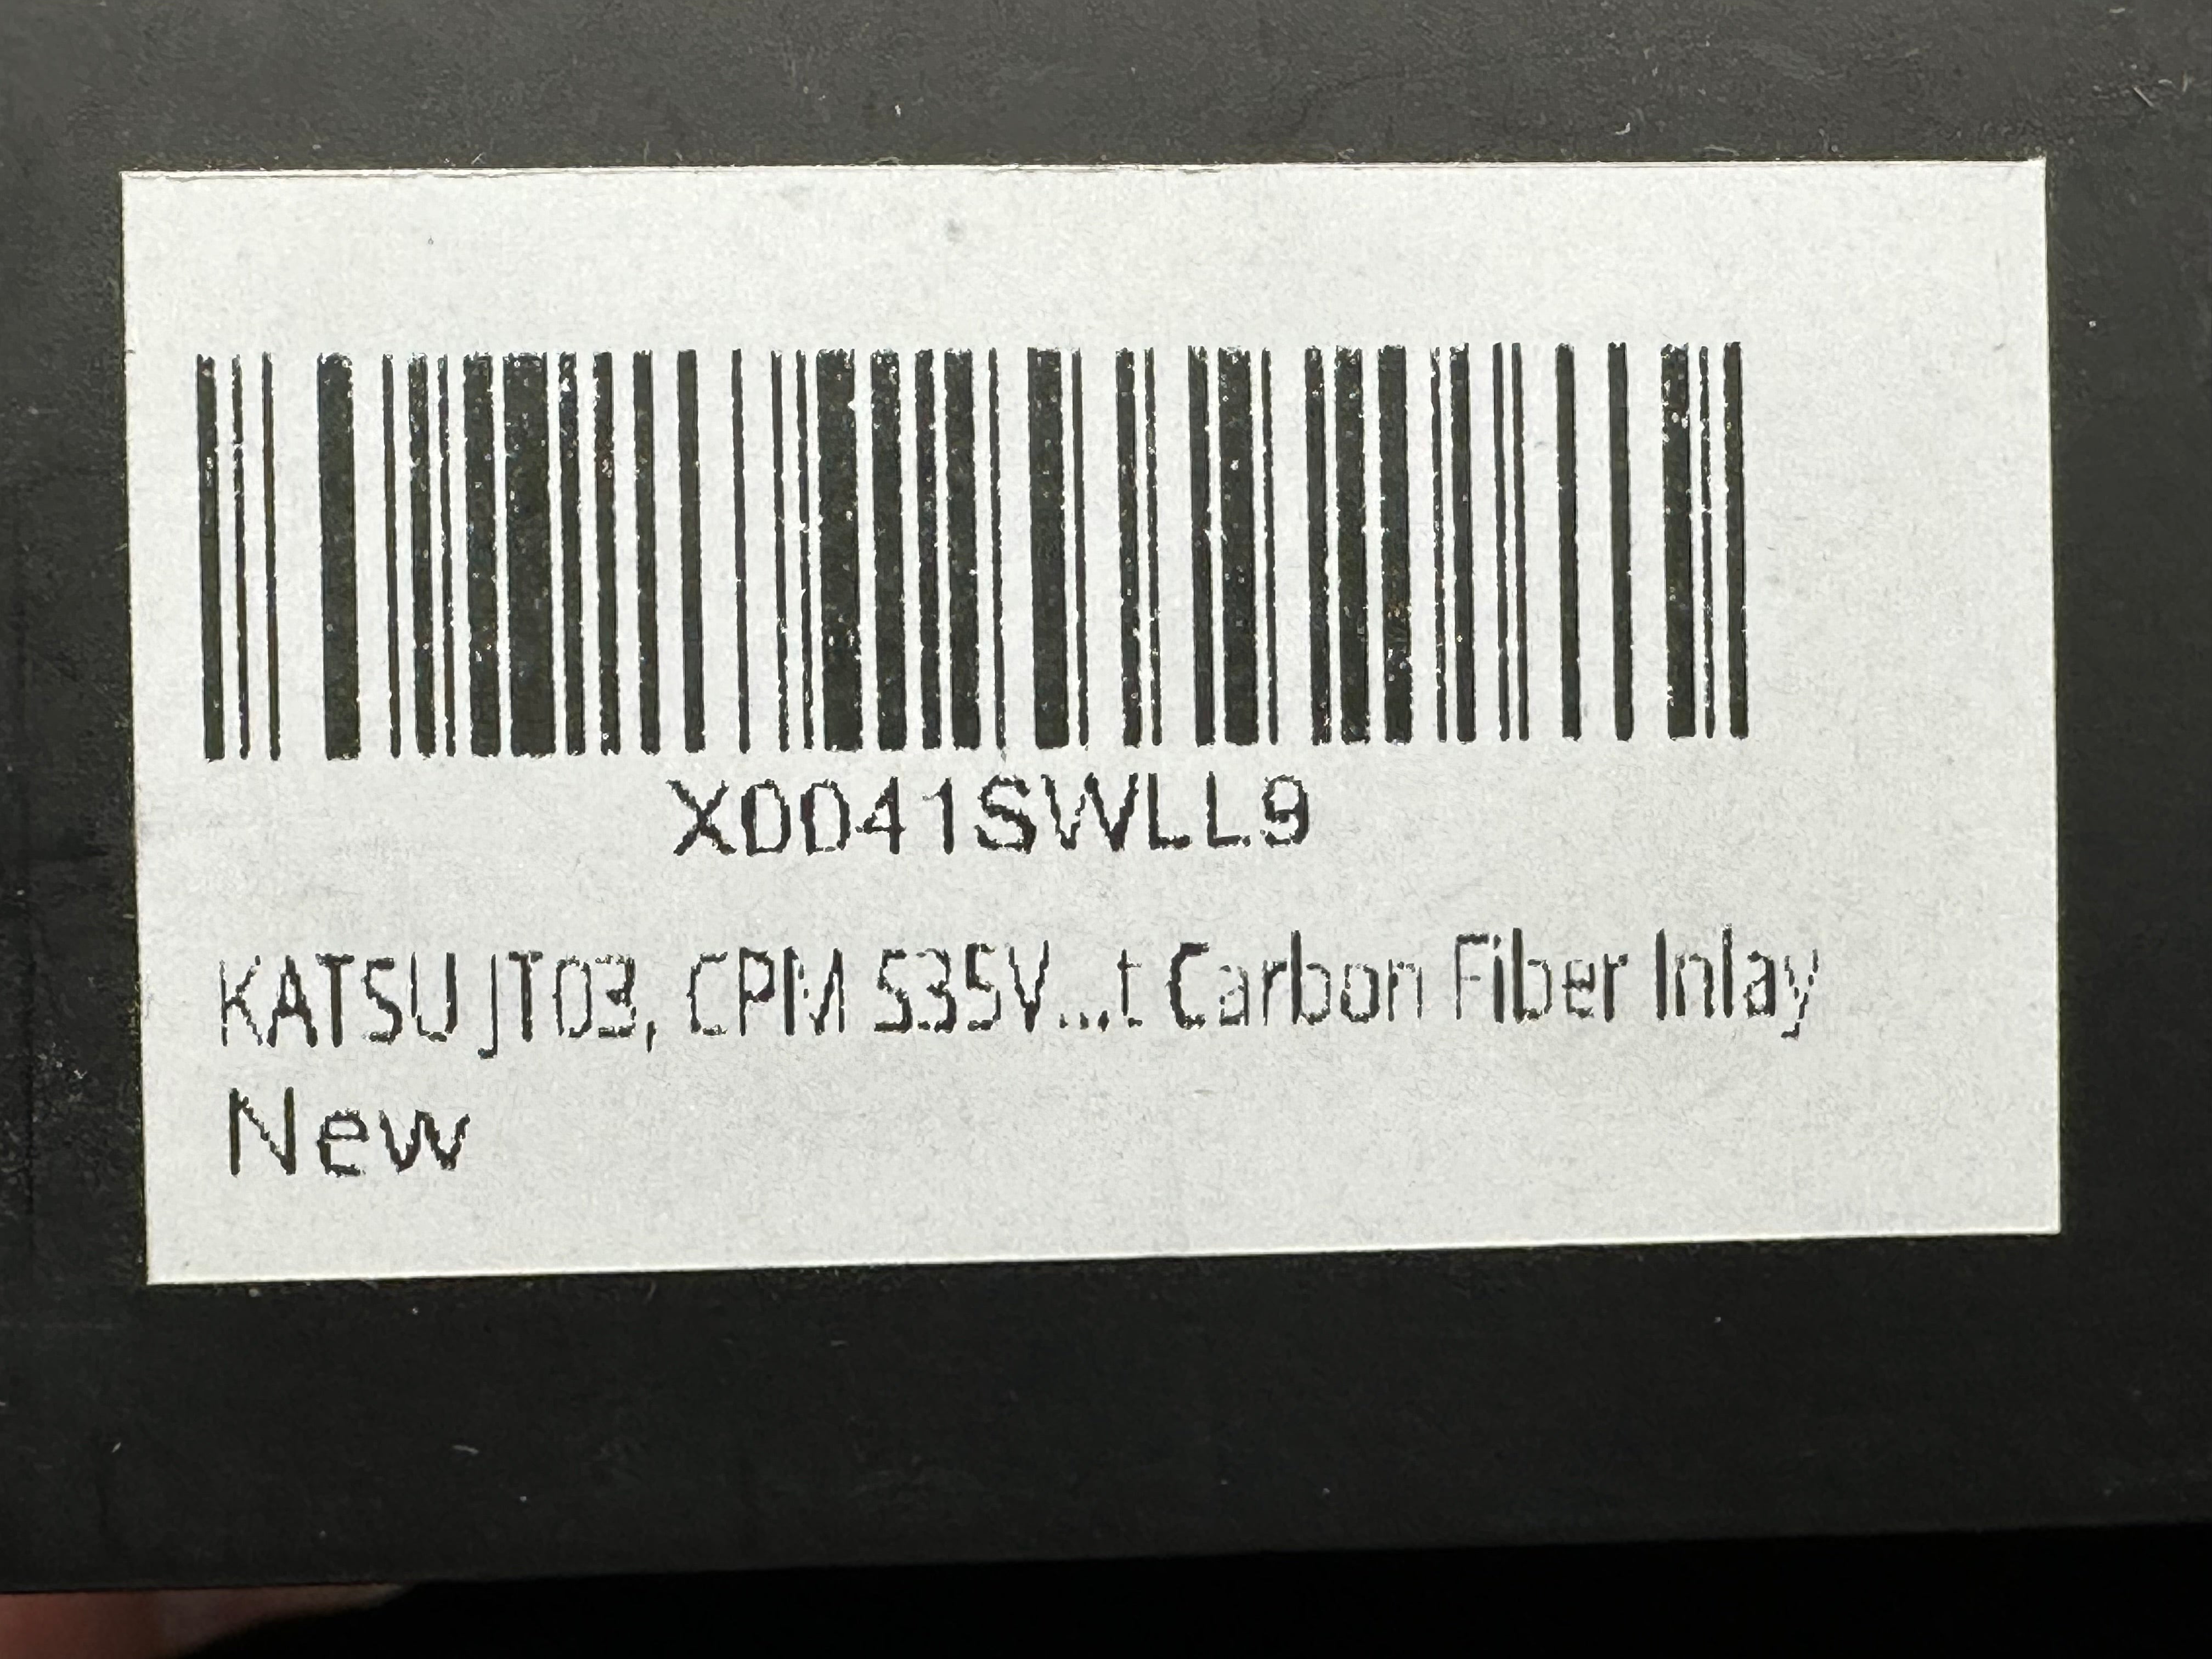 X0041SWLL9
KATSU JT03, CPM S35V...t Carbon Fiber Inlay
New